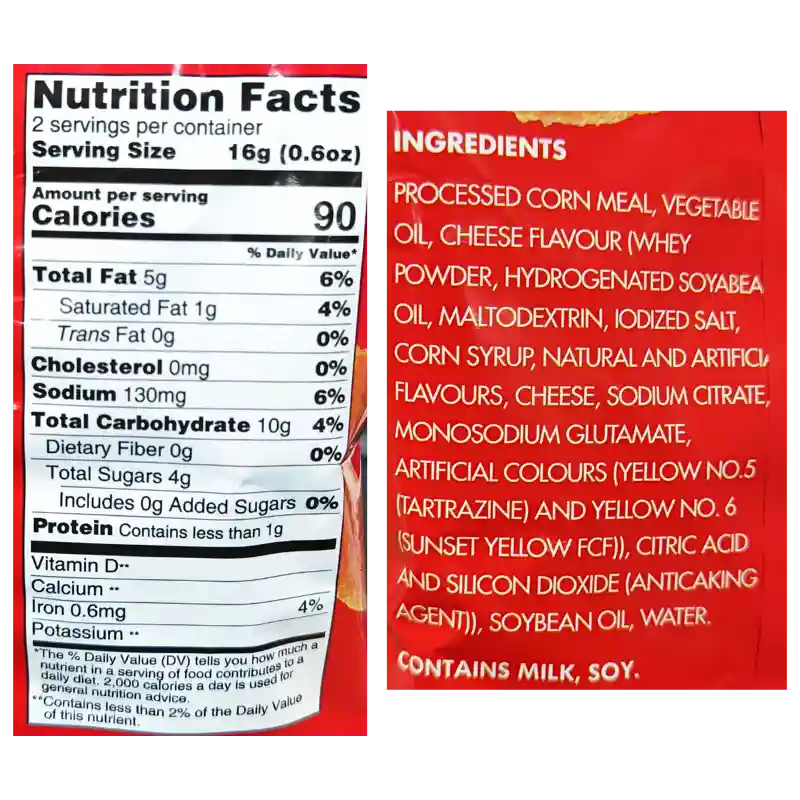 Nutrition Facts
2 servings per container
Serving Size 16g (0.6oz)
Amount per serving
Calories 90
% Daily Value*
Total Fat 5g 6%
Saturated Fat 1g 4%
Trans Fat 0g 0%
Cholesterol 0mg 0%
Sodium 130mg 6%
Total Carbohydrate 10g 4%
Dietary Fiber 0g 0%
Total Sugars 4g
Includes 0g Added Sugars 0%
Protein Contains less than 1g
Vitamin D**
Calcium **
Iron 0.6mg 4%
Potassium **
*The % Daily Value (DV) tells you how much a
nutrient in a serving of food contributes to a
daily diet. 2,000 calories a day is used for
general nutrition advice.
**Contains less than 2% of the Daily Value
of this nutrient.
INGREDIENTS
PROCESSED CORN MEAL, VEGETABLE
OIL, CHEESE FLAVOUR (WHEY
POWDER, HYDROGENATED SOYABEA
OIL, MALTODEXTRIN, IODIZED SALT,
CORN SYRUP, NATURAL AND ARTIFICI
FLAVOURS, CHEESE, SODIUM CITRATE,
MONOSODIUM GLUTAMATE,
ARTIFICIAL COLOURS (YELLOW NO.5
(TARTRAZINE) AND YELLOW NO. 6
(SUNSET YELLOW FCF)), CITRIC ACID
AND SILICON DIOXIDE (ANTICAKING
AGENT)), SOYBEAN OIL, WATER.
CONTAINS MILK, SOY.